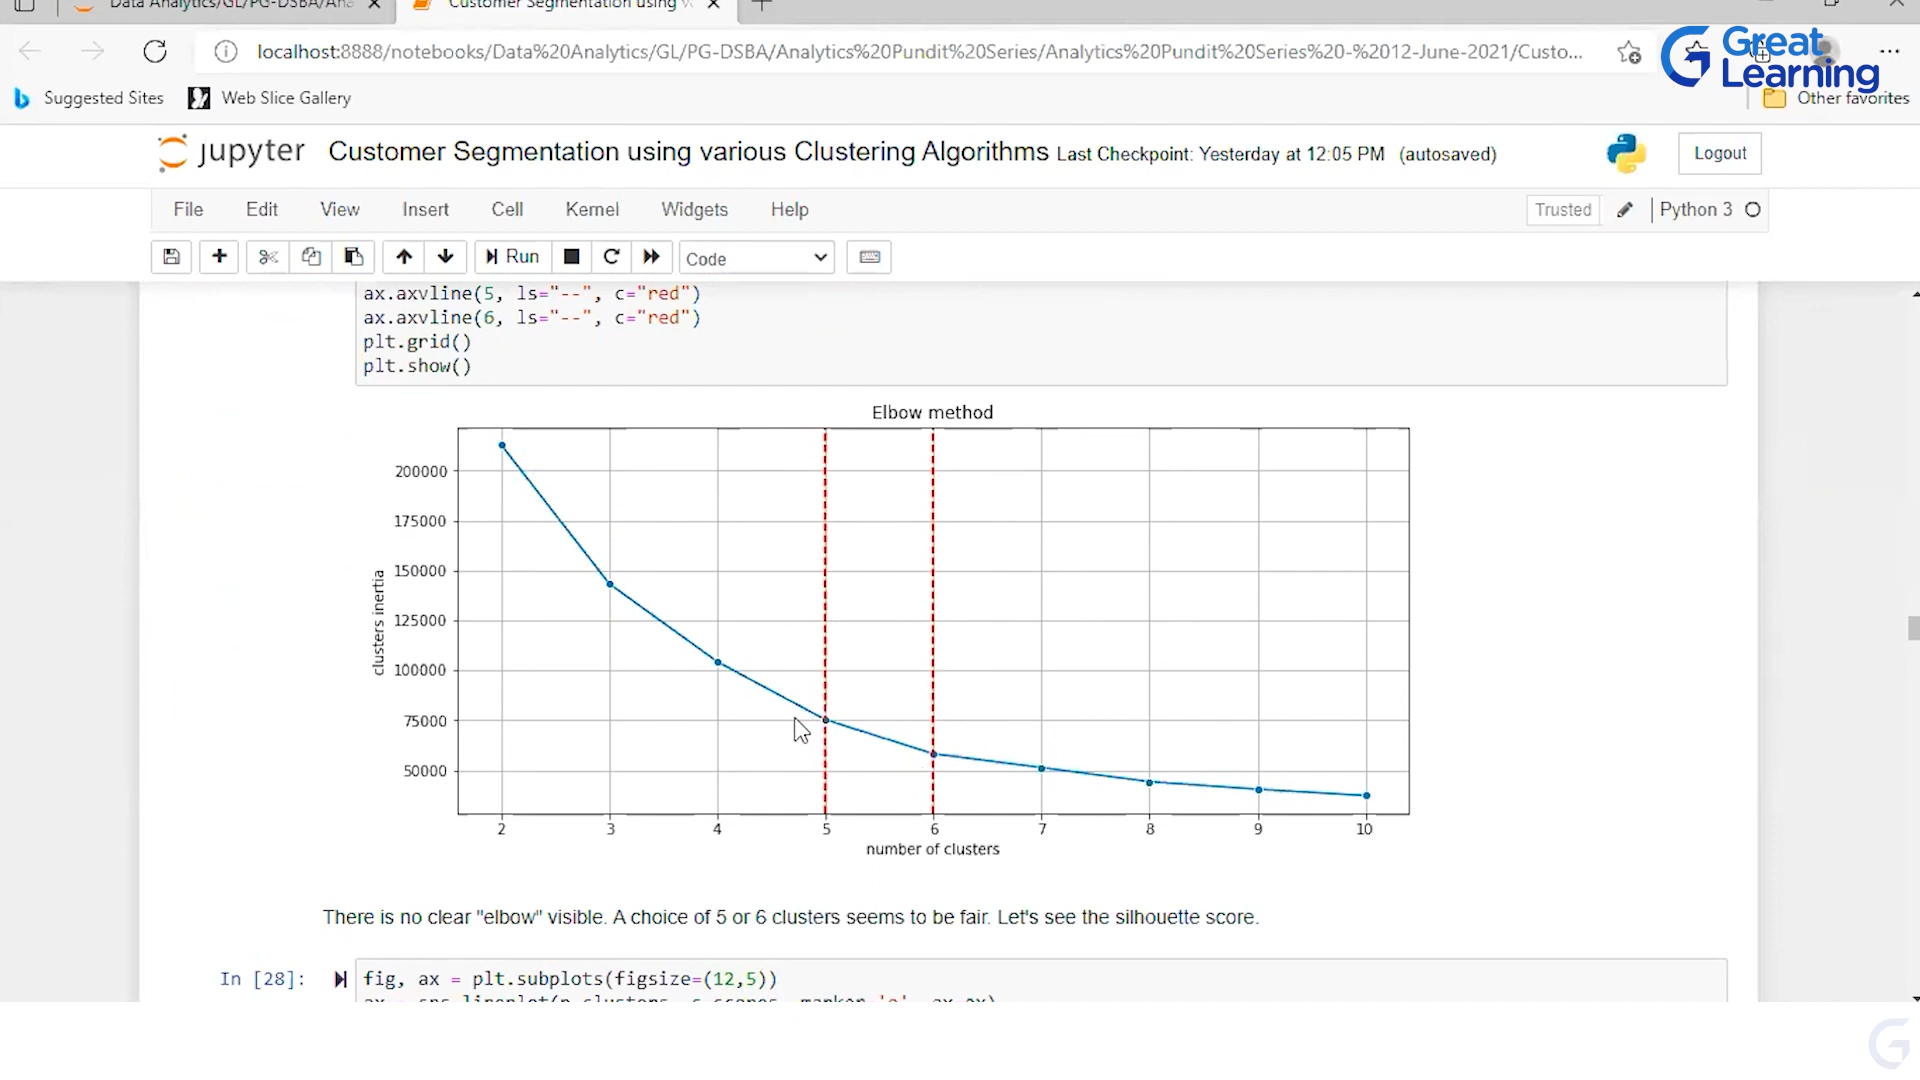 Data Analytics/GL/PG-DSBA/Ana
Customer Segmentation using v
localhost:8888/notebooks/Data%20Analytics/GL/PG-DSBA/Analytics%20Pundit%20Series/Analytics%20Pundit%20Series%20-%2012-June-2021/Custo...
Great Learning
Suggested Sites
Web Slice Gallery
Other favorites
jupyter Customer Segmentation using various Clustering Algorithms Last Checkpoint: Yesterday at 12:05 PM (autosaved)
Logout
File Edit View Insert Cell Kernel Widgets Help
Trusted
Python 3
Run
Code
ax.axvline(5, ls="--", c="red")
ax.axvline(6, ls="--", c="red")
plt.grid()
plt.show()
Elbow method
200000
175000
150000
125000
100000
75000
50000
clusters inertia
2 3 4 5 6 7 8 9 10
number of clusters
There is no clear "elbow" visible. A choice of 5 or 6 clusters seems to be fair. Let's see the silhouette score.
In [28]:
fig, ax = plt.subplots(figsize=(12,5))